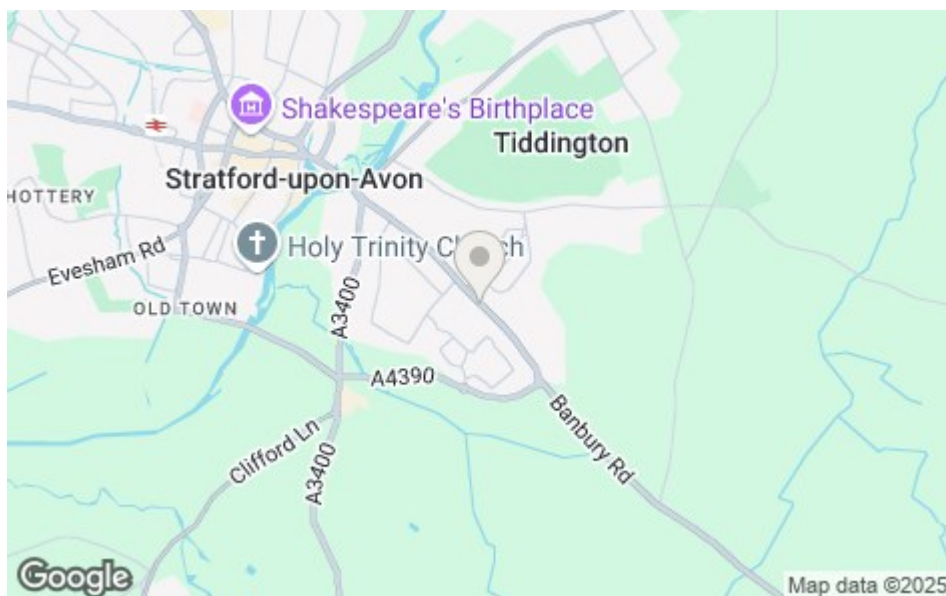 Shakespeare's Birthplace
Tiddington
Stratford-upon-Avon
HOTTERY
Holy Trinity Church
Evesham Rd
OLD TOWN
A3400
A4390
Clifford Ln
A3400
Banbury Rd
Google
Map data ©2025